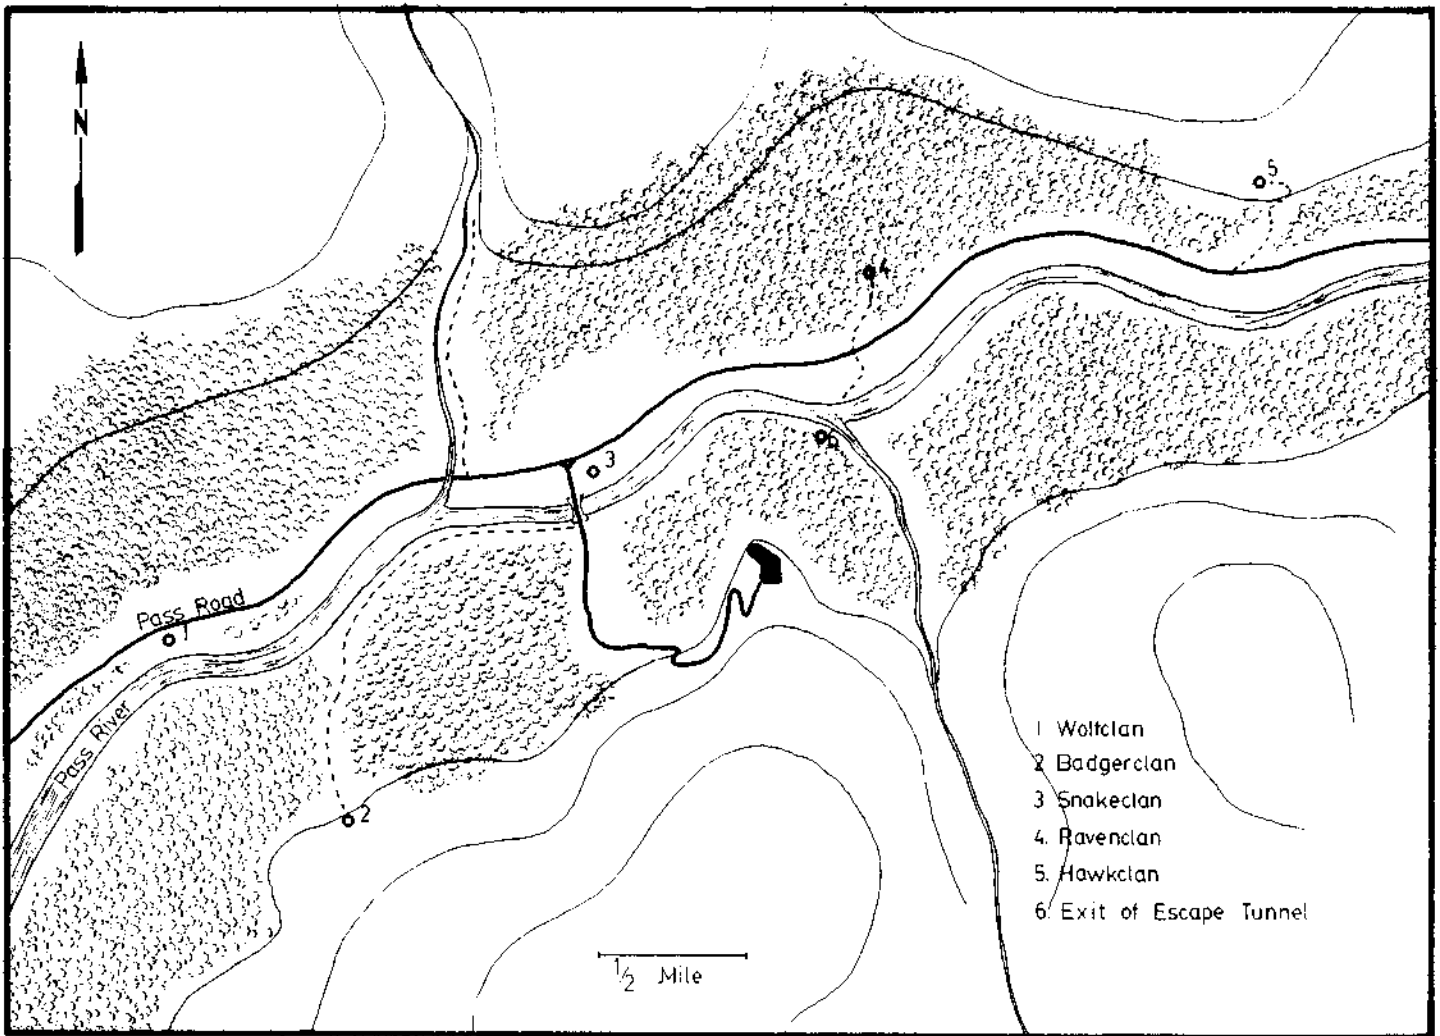 N
5
4
3
6
Pass Road
1
Pass River
2
1 Wolfclan
2 Badgerclan
3 Snakeclan
4. Ravenclan
5. Hawkclan
6. Exit of Escape Tunnel
1/2 Mile